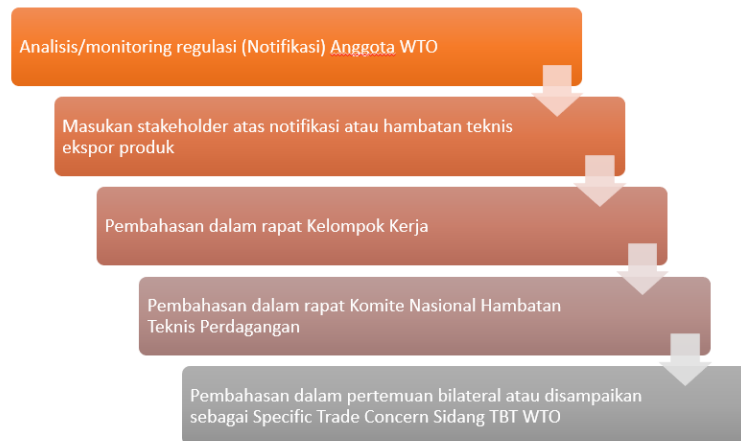 Analisis/monitoring regulasi (Notifikasi) Anggota WTO
Masukan stakeholder atas notifikasi atau hambatan teknis
ekspor produk
Pembahasan dalam rapat Kelompok Kerja
Pembahasan dalam rapat Komite Nasional Hambatan
Teknis Perdagangan
Pembahasan dalam pertemuan bilateral atau disampaikan
sebagai Specific Trade Concern Sidang TBT WTO